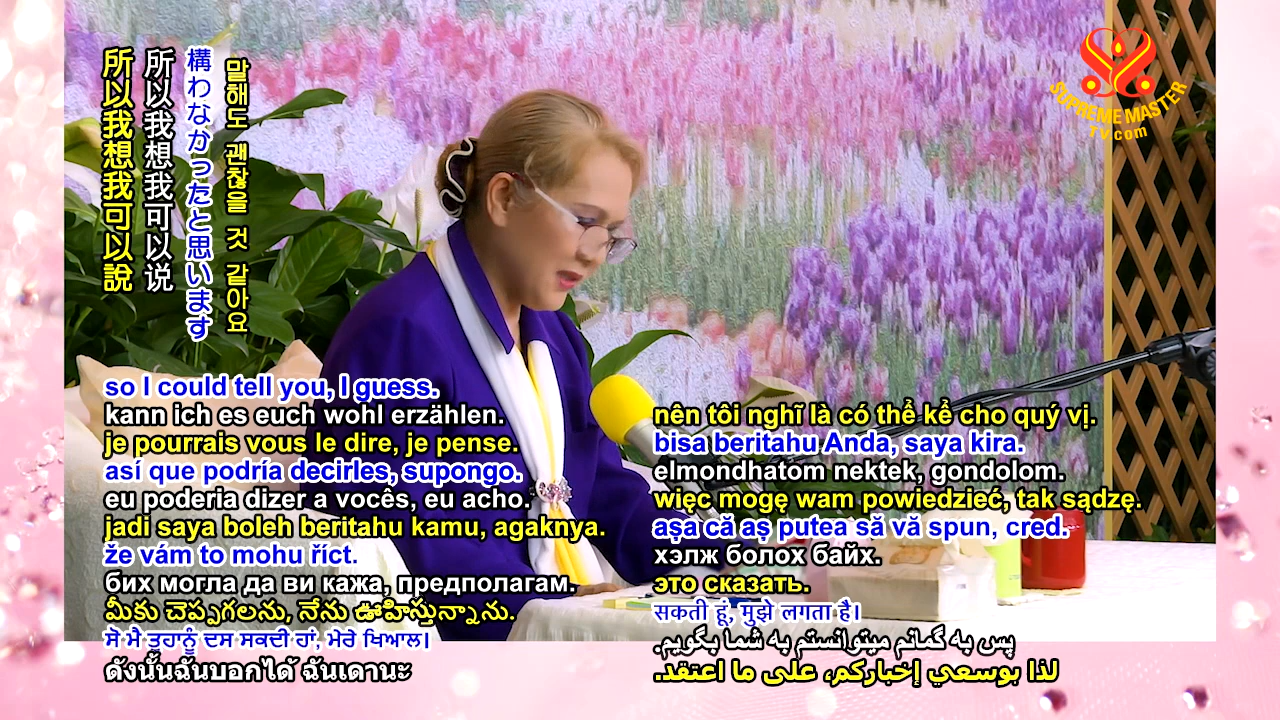 所以我想我可以說
所以我想我可以说
構わなかったと思います
말해도 괜찮을 것 같아요
SUPREME MASTER
TV.com
so I could tell you, I guess.
kann ich es euch wohl erzählen.
je pourrais vous le dire, je pense.
así que podría decirles, supongo.
eu poderia dizer a vocês, eu acho.
jadi saya boleh beritahu kamu, agaknya.
že vám to mohu říct.
бих могла да ви кажа, предполагам.
మీకు చెప్పగలను, నేను ఊహిస్తున్నాను.
ਸੋ ਮੈਂ ਤੁਹਾਨੂੰ ਦਸ ਸਕਦੀ ਹਾਂ, ਮੇਰੇ ਖਿਆਲ।
ดังนั้นฉันบอกได้ ฉันเดานะ
nên tôi nghĩ là có thể kể cho quý vị.
bisa beritahu Anda, saya kira.
elmondhatom nektek, gondolom.
więc mogę wam powiedzieć, tak sądzę.
așa că aș putea să vă spun, cred.
хэлж болох байх.
это сказать.
सकती हूं, मुझे लगता है।
پس به گمانم میتوانستم به شما بگویم.
لذا بوسعي إخباركم، على ما اعتقد.